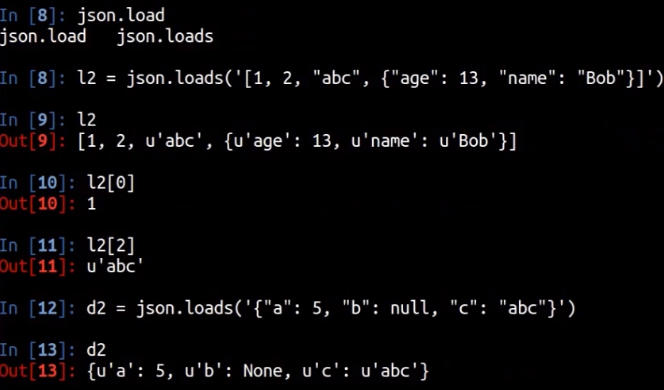 In [8]: json.load
json.load   json.loads
In [8]: l2 = json.loads('[1, 2, "abc", {"age": 13, "name": "Bob"}]')
In [9]: l2
Out[9]: [1, 2, u'abc', {u'age': 13, u'name': u'Bob'}]
In [10]: l2[0]
Out[10]: 1
In [11]: l2[2]
Out[11]: u'abc'
In [12]: d2 = json.loads('{"a": 5, "b": null, "c": "abc"}')
In [13]: d2
Out[13]: {u'a': 5, u'b': None, u'c': u'abc'}